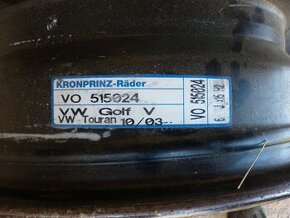 KRONPRINZ-Räder
VO 515024
VW Golf V
VW Touran 10/03-
VO 515024